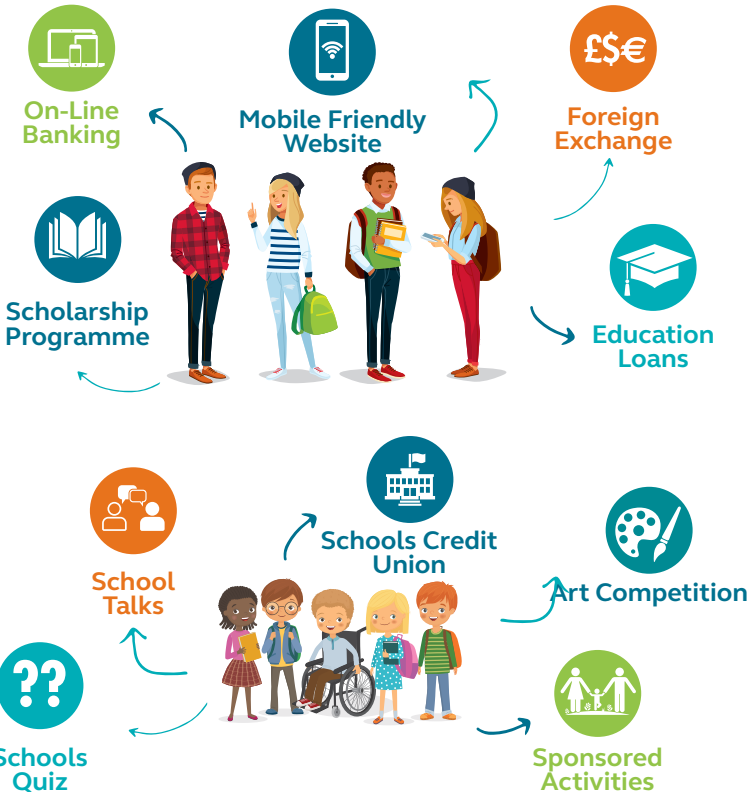 £$€
On-Line
Banking
Mobile Friendly
Website
Foreign
Exchange
Scholarship
Programme
Education
Loans
Schools Credit
Union
School
Talks
Art Competition
??
Schools
Quiz
Sponsored
Activities